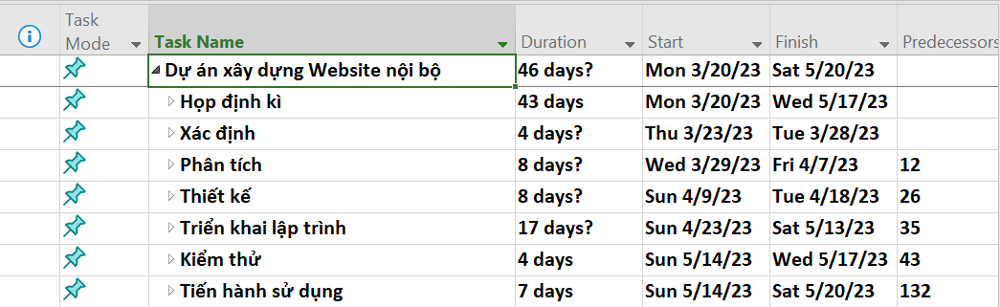 Task Mode Task Name Duration Start Finish Predecessors
Dự án xây dựng Website nội bộ 46 days? Mon 3/20/23 Sat 5/20/23
Họp định kì 43 days Mon 3/20/23 Wed 5/17/23
Xác định 4 days? Thu 3/23/23 Tue 3/28/23
Phân tích 8 days? Wed 3/29/23 Fri 4/7/23 12
Thiết kế 8 days? Sun 4/9/23 Tue 4/18/23 26
Triển khai lập trình 17 days? Sun 4/23/23 Sat 5/13/23 35
Kiểm thử 4 days Sun 5/14/23 Wed 5/17/23 43
Tiến hành sử dụng 7 days Sun 5/14/23 Sat 5/20/23 132